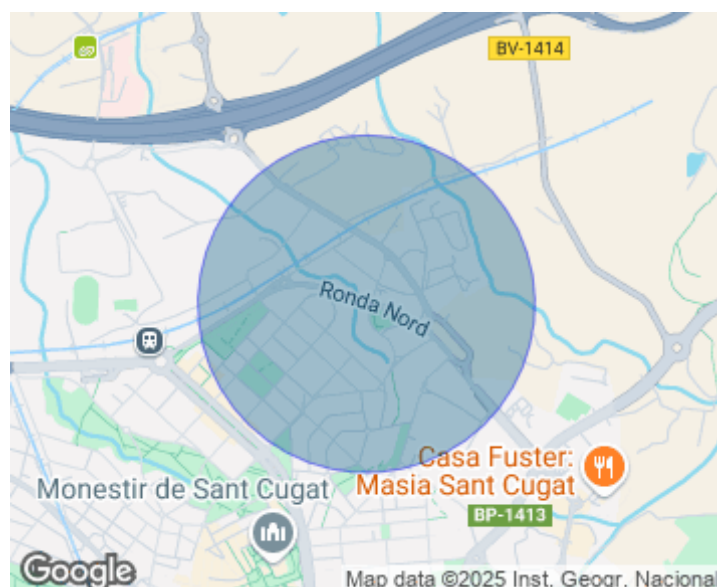 BV-1414
Ronda Nord
Casa Fuster:
Masia Sant Cugat
Monestir de Sant Cugat
BP-1413
Google
Map data ©2025 Inst. Geogr. Nacional